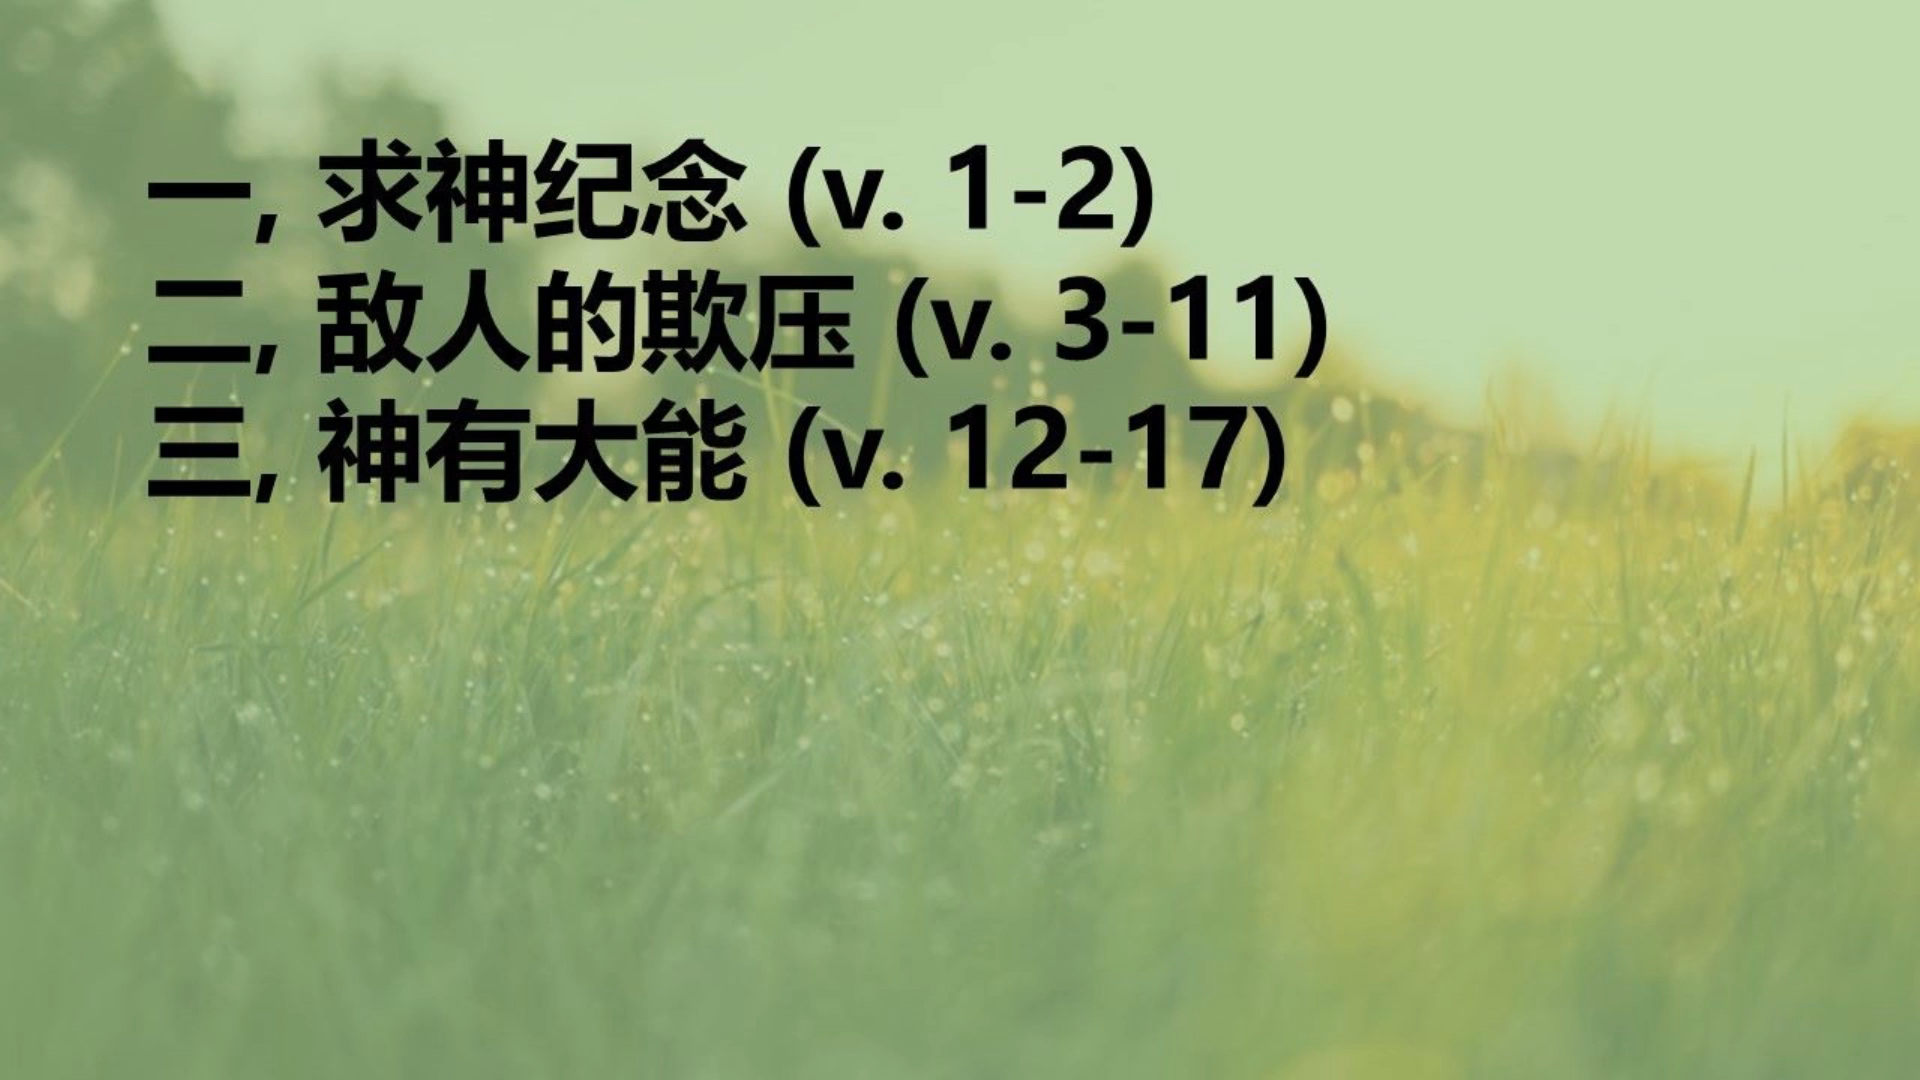 一, 求神纪念 (v. 1-2)
二, 敌人的欺压 (v. 3-11)
三, 神有大能 (v. 12-17)